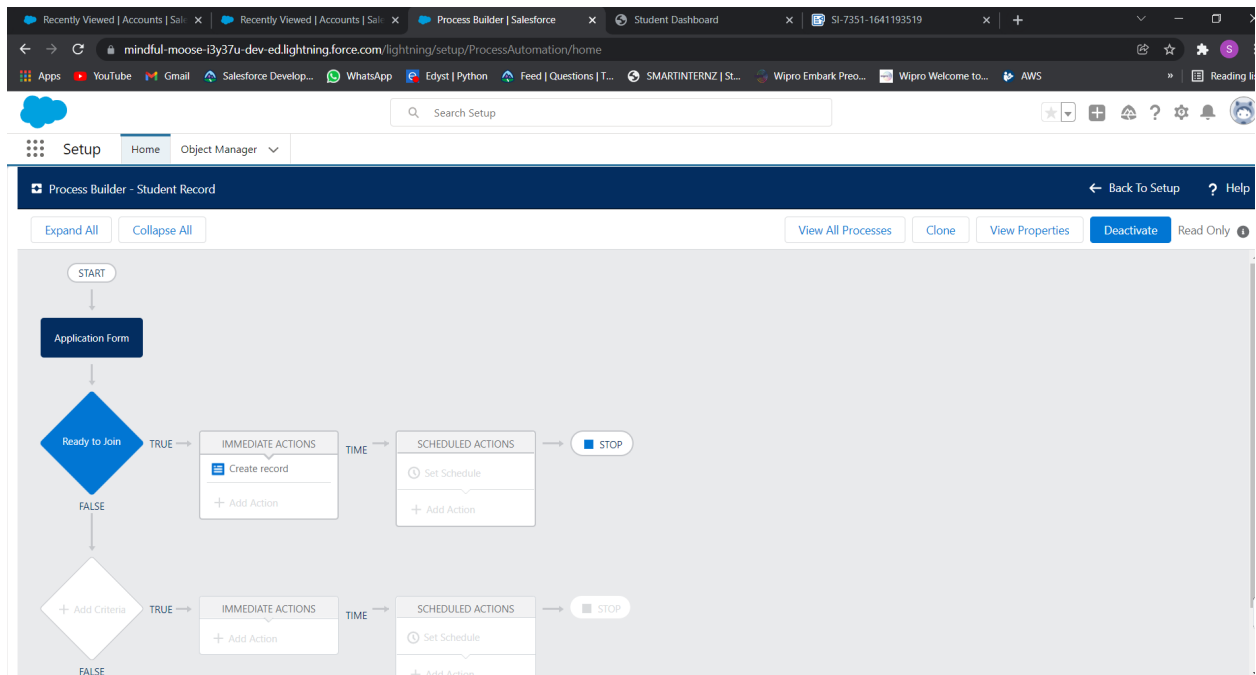 Recently Viewed | Accounts | Sale
Recently Viewed | Accounts | Sale
Process Builder | Salesforce
Student Dashboard
SI-7351-1641193519
mindful-moose-i3y37u-dev-ed.lightning.force.com/lightning/setup/ProcessAutomation/home
S
Apps YouTube Gmail Salesforce Develop... WhatsApp Edyst | Python Feed | Questions | T... SMARTINTERNZ | St... Wipro Embark Preo... Wipro Welcome to... AWS » Reading li
Search Setup
Setup Home Object Manager
Process Builder - Student Record
Back To Setup ? Help
Expand All Collapse All View All Processes Clone View Properties Deactivate Read Only
START
Application Form
Ready to Join TRUE IMMEDIATE ACTIONS TIME SCHEDULED ACTIONS STOP
Create record Set Schedule
+ Add Action + Add Action
FALSE
+ Add Criteria TRUE IMMEDIATE ACTIONS TIME SCHEDULED ACTIONS STOP
+ Add Action Set Schedule
FALSE + Add Action